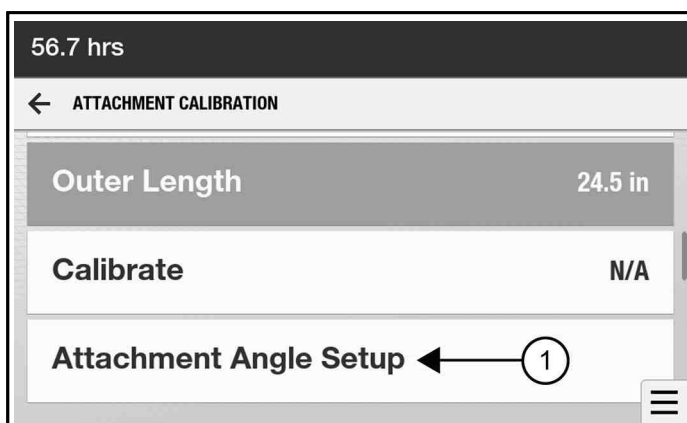 56.7 hrs
ATTACHMENT CALIBRATION
Outer Length 24.5 in
Calibrate N/A
Attachment Angle Setup 1